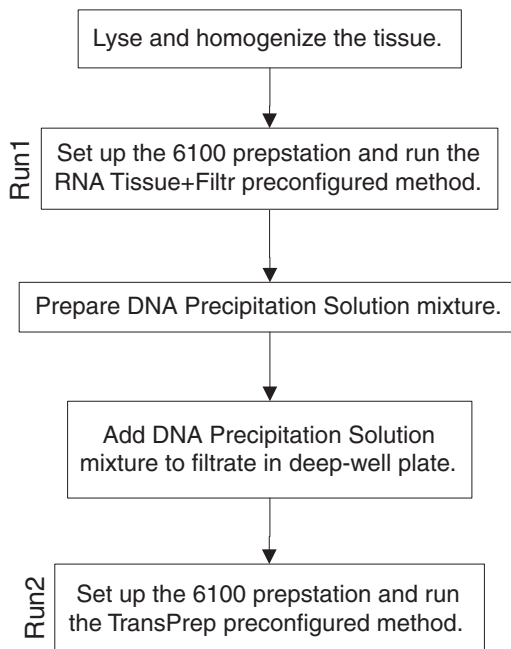 Lyse and homogenize the tissue.
Run1
Set up the 6100 prepstation and run the
RNA Tissue+Filtr preconfigured method.
Prepare DNA Precipitation Solution mixture.
Add DNA Precipitation Solution
mixture to filtrate in deep-well plate.
Run2
Set up the 6100 prepstation and run
the TransPrep preconfigured method.